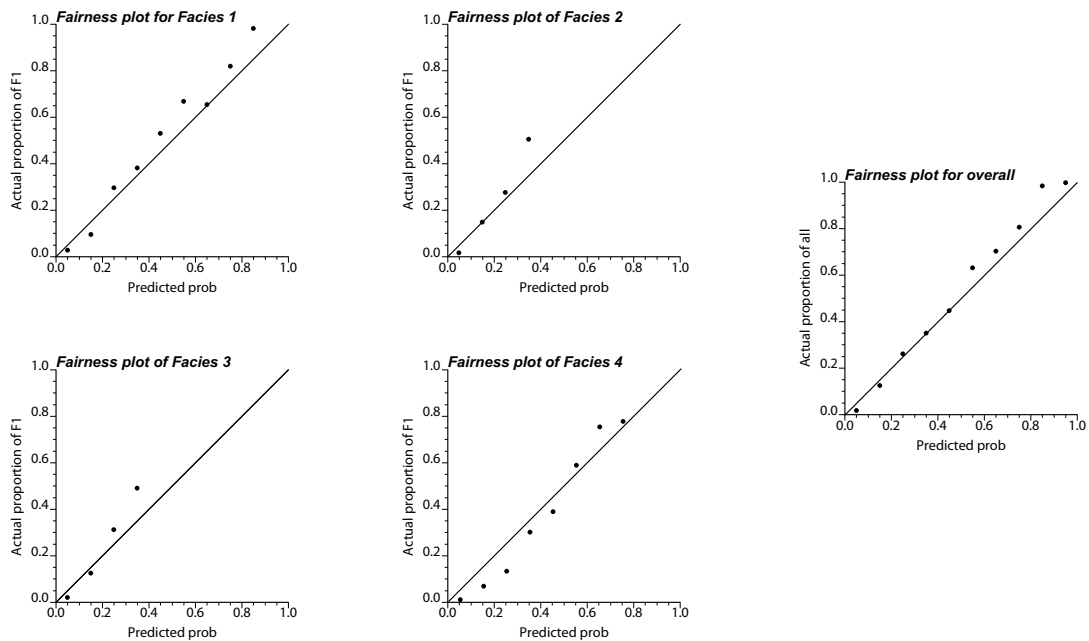 Fairness plot for Facies 1
Actual proportion of F1
1.0
0.8
0.6
0.4
0.2
0.0
0.0 0.2 0.4 0.6 0.8 1.0
Predicted prob
Fairness plot of Facies 2
Actual proportion of F1
1.0
0.8
0.6
0.4
0.2
0.0
0.0 0.2 0.4 0.6 0.8 1.0
Predicted prob
Fairness plot for overall
Actual proportion of all
1.0
0.8
0.6
0.4
0.2
0.0
0.0 0.2 0.4 0.6 0.8 1.0
Predicted prob
Fairness plot of Facies 3
Actual proportion of F1
1.0
0.8
0.6
0.4
0.2
0.0
0.0 0.2 0.4 0.6 0.8 1.0
Predicted prob
Fairness plot of Facies 4
Actual proportion of F1
1.0
0.8
0.6
0.4
0.2
0.0
0.0 0.2 0.4 0.6 0.8 1.0
Predicted prob